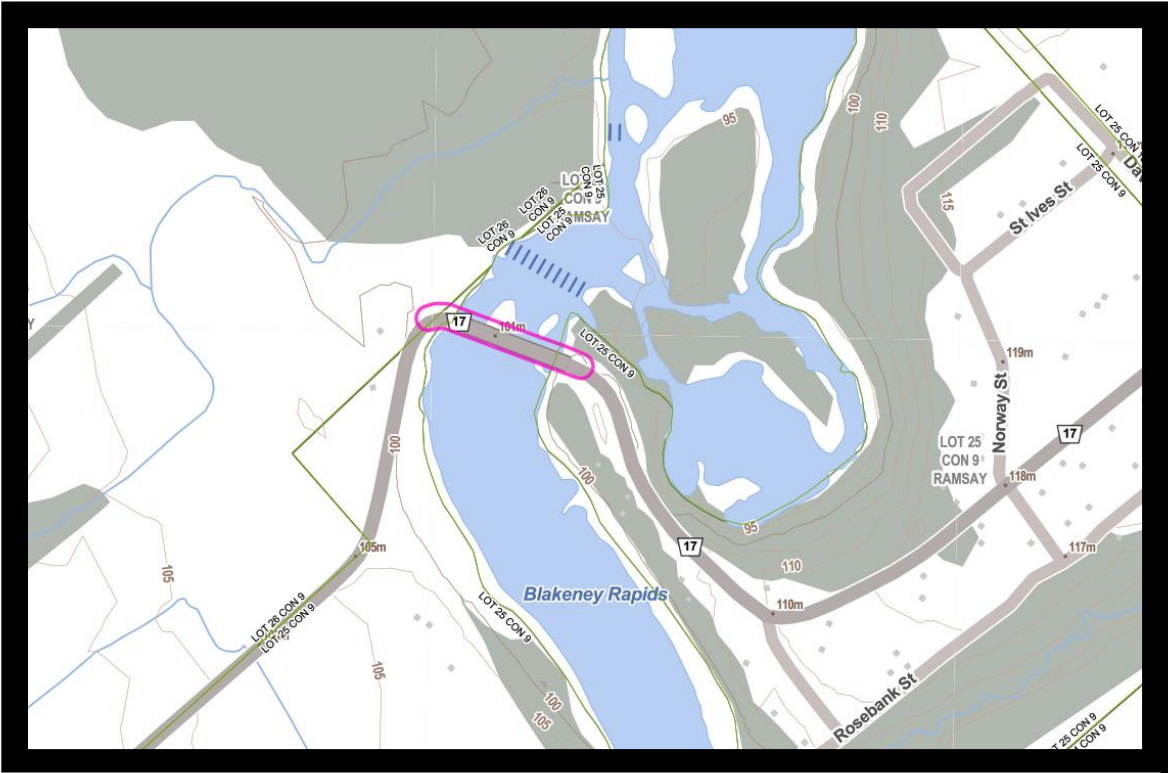 95
100
110
LOT 25 CON 1
LOT 25 CON 9
Da
115
St Ives St
LOT 26
CON 9
LOT 25
CON 9
LOT 26
CON 9
LOT 25
CON 9
LO
CON 9
RAMSAY
17
101m
LOT 25 CON 9
119m
Norway St
17
LOT 25
CON 9
RAMSAY
118m
100
100
95
17
105m
117m
105
110
Blakeney Rapids
110m
LOT 26 CON 9
LOT 25 CON 9
LOT 25 CON 9
105
100
105
Rosebank St
T 25 CON 9
CON 9
Y